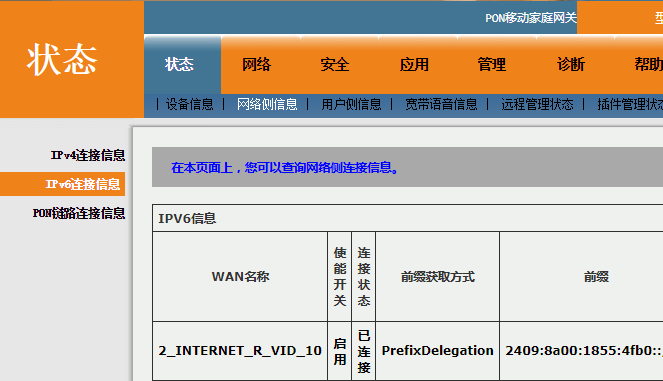 PON移动家庭网关
状态
状态 网络 安全 应用 管理 诊断 帮助
设备信息 | 网络侧信息 | 用户侧信息 | 宽带语音信息 | 远程管理状态 | 插件管理状态
IPv4连接信息
IPv6连接信息
PON链路连接信息
在本页面上，您可以查询网络侧连接信息。
IPV6信息
WAN名称 使能开关 连接状态 前缀获取方式 前缀
2_INTERNET_R_VID_10 启用 已连接 PrefixDelegation 2409:8a00:1855:4fb0::